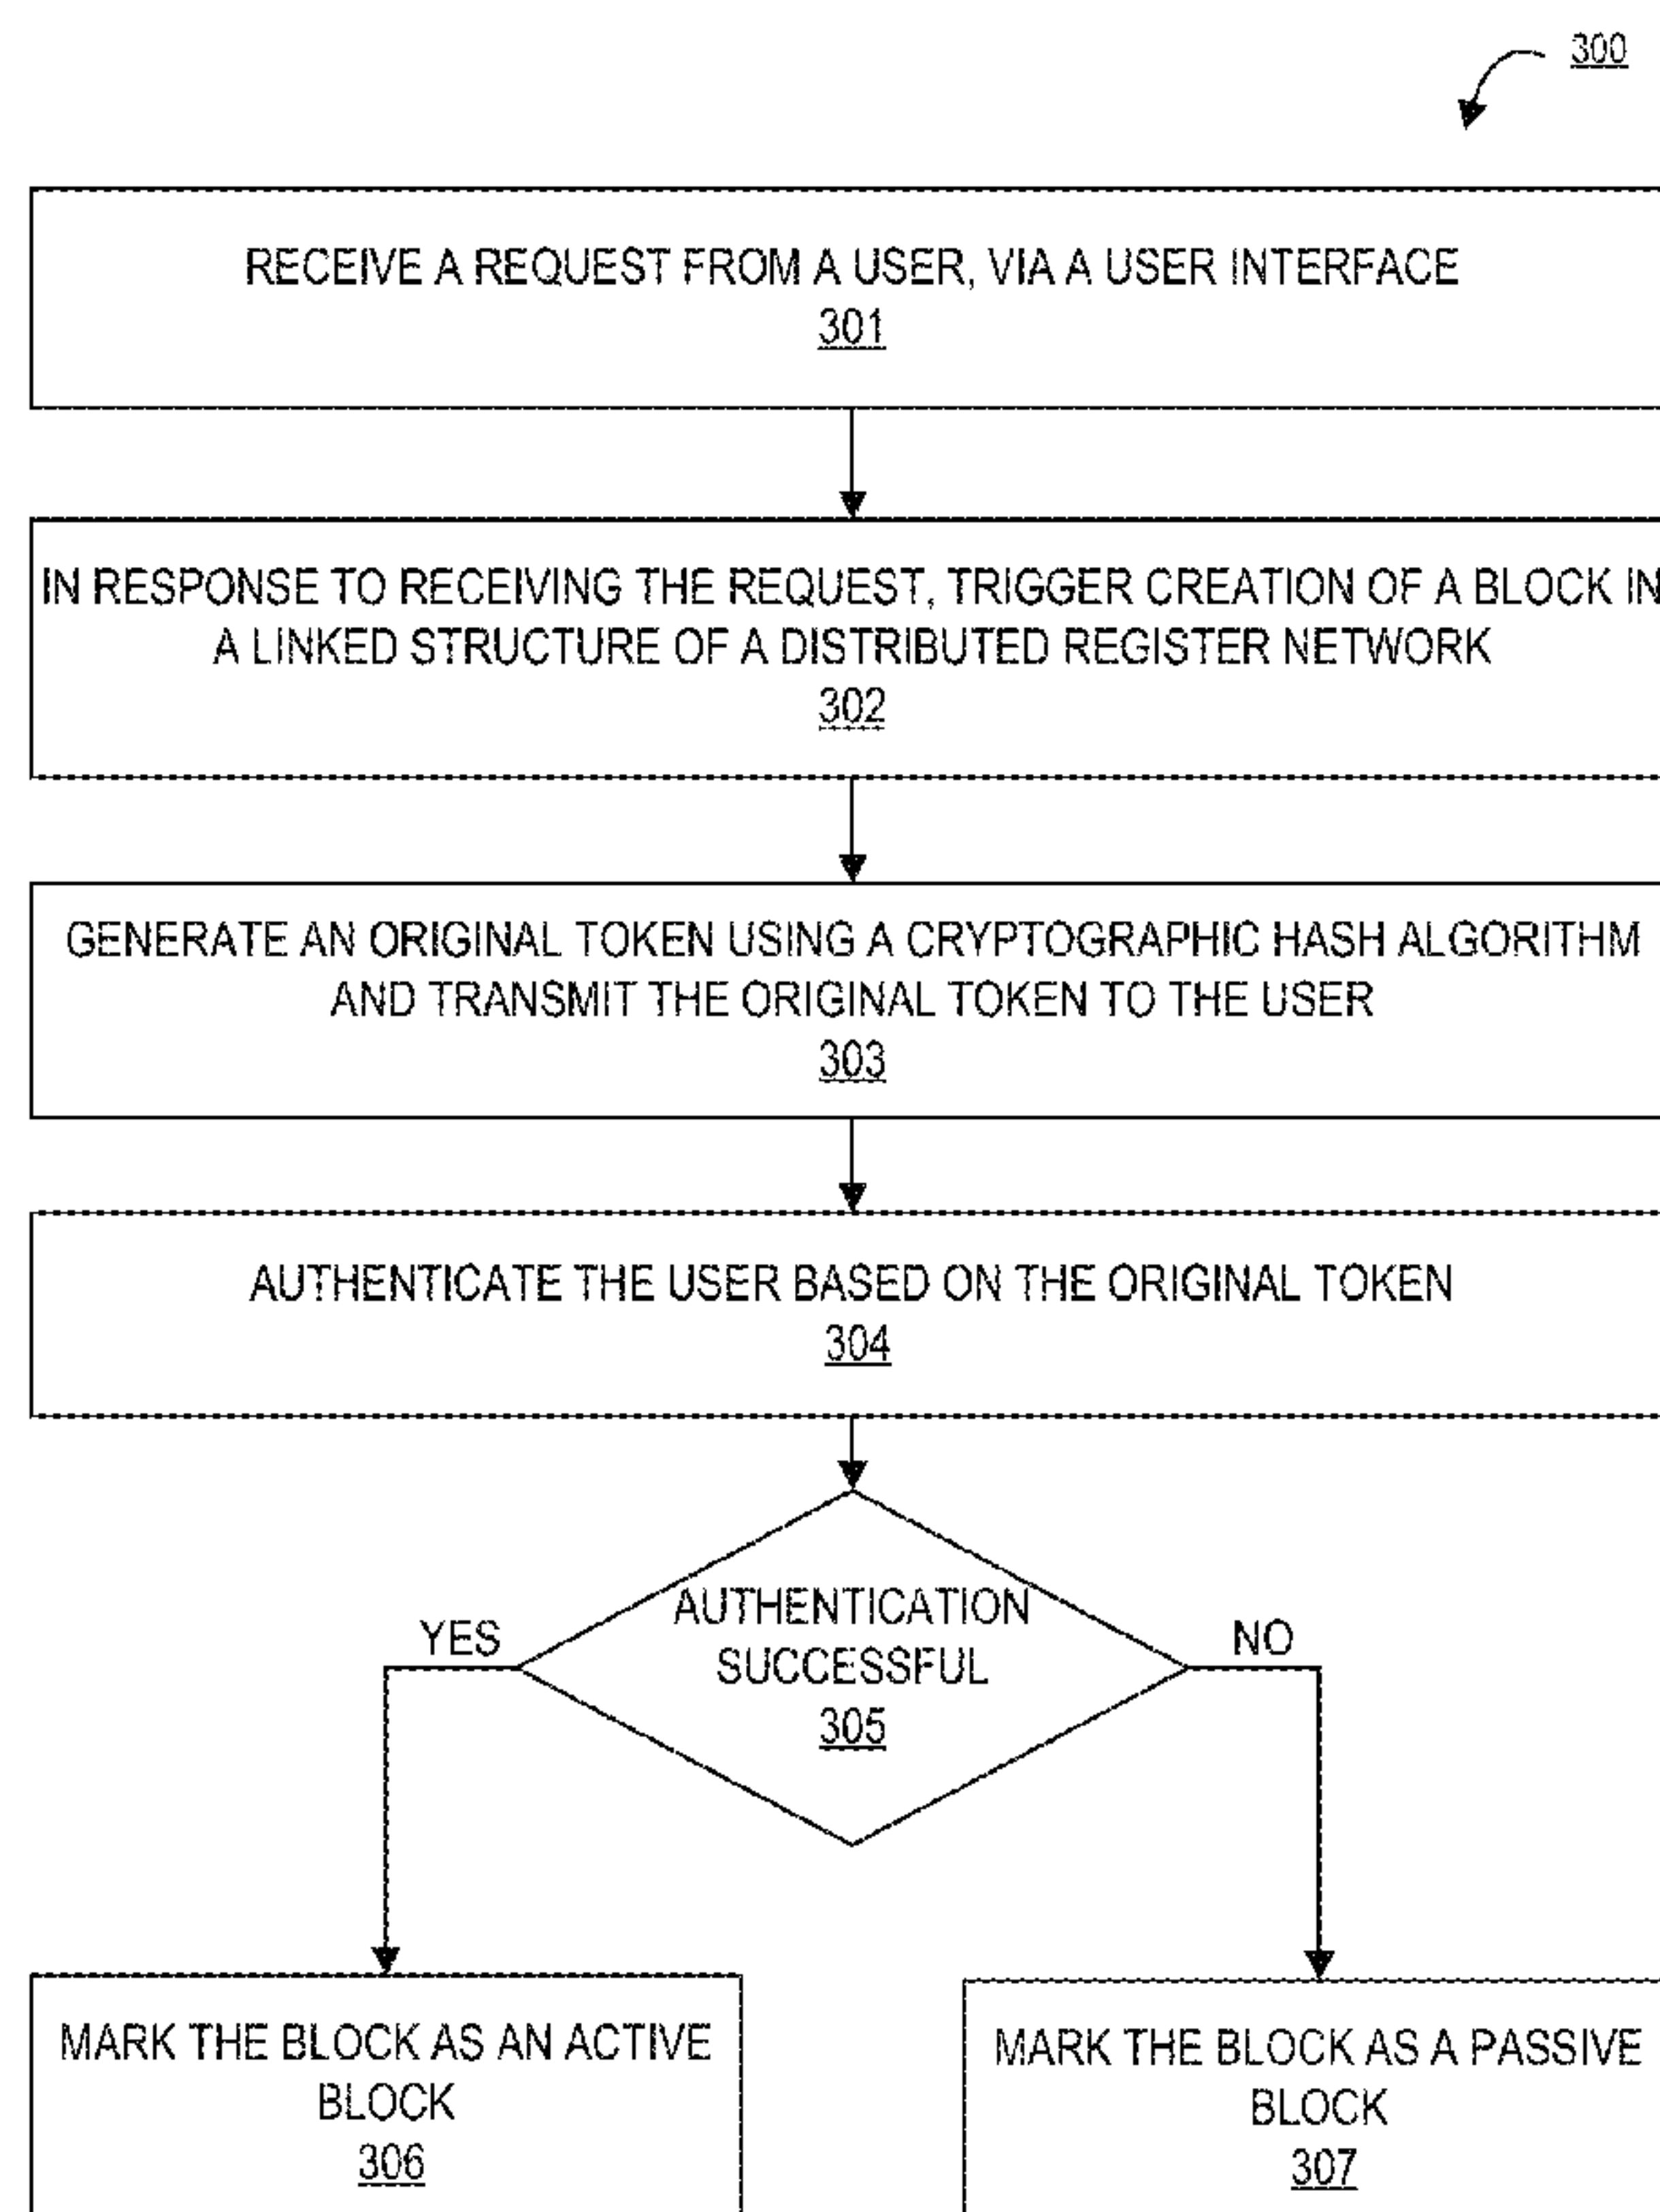 300
RECEIVE A REQUEST FROM A USER, VIA A USER INTERFACE
301
IN RESPONSE TO RECEIVING THE REQUEST, TRIGGER CREATION OF A BLOCK IN
A LINKED STRUCTURE OF A DISTRIBUTED REGISTER NETWORK
302
GENERATE AN ORIGINAL TOKEN USING A CRYPTOGRAPHIC HASH ALGORITHM
AND TRANSMIT THE ORIGINAL TOKEN TO THE USER
303
AUTHENTICATE THE USER BASED ON THE ORIGINAL TOKEN
304
AUTHENTICATION
SUCCESSFUL
305
YES
NO
MARK THE BLOCK AS AN ACTIVE
BLOCK
306
MARK THE BLOCK AS A PASSIVE
BLOCK
307